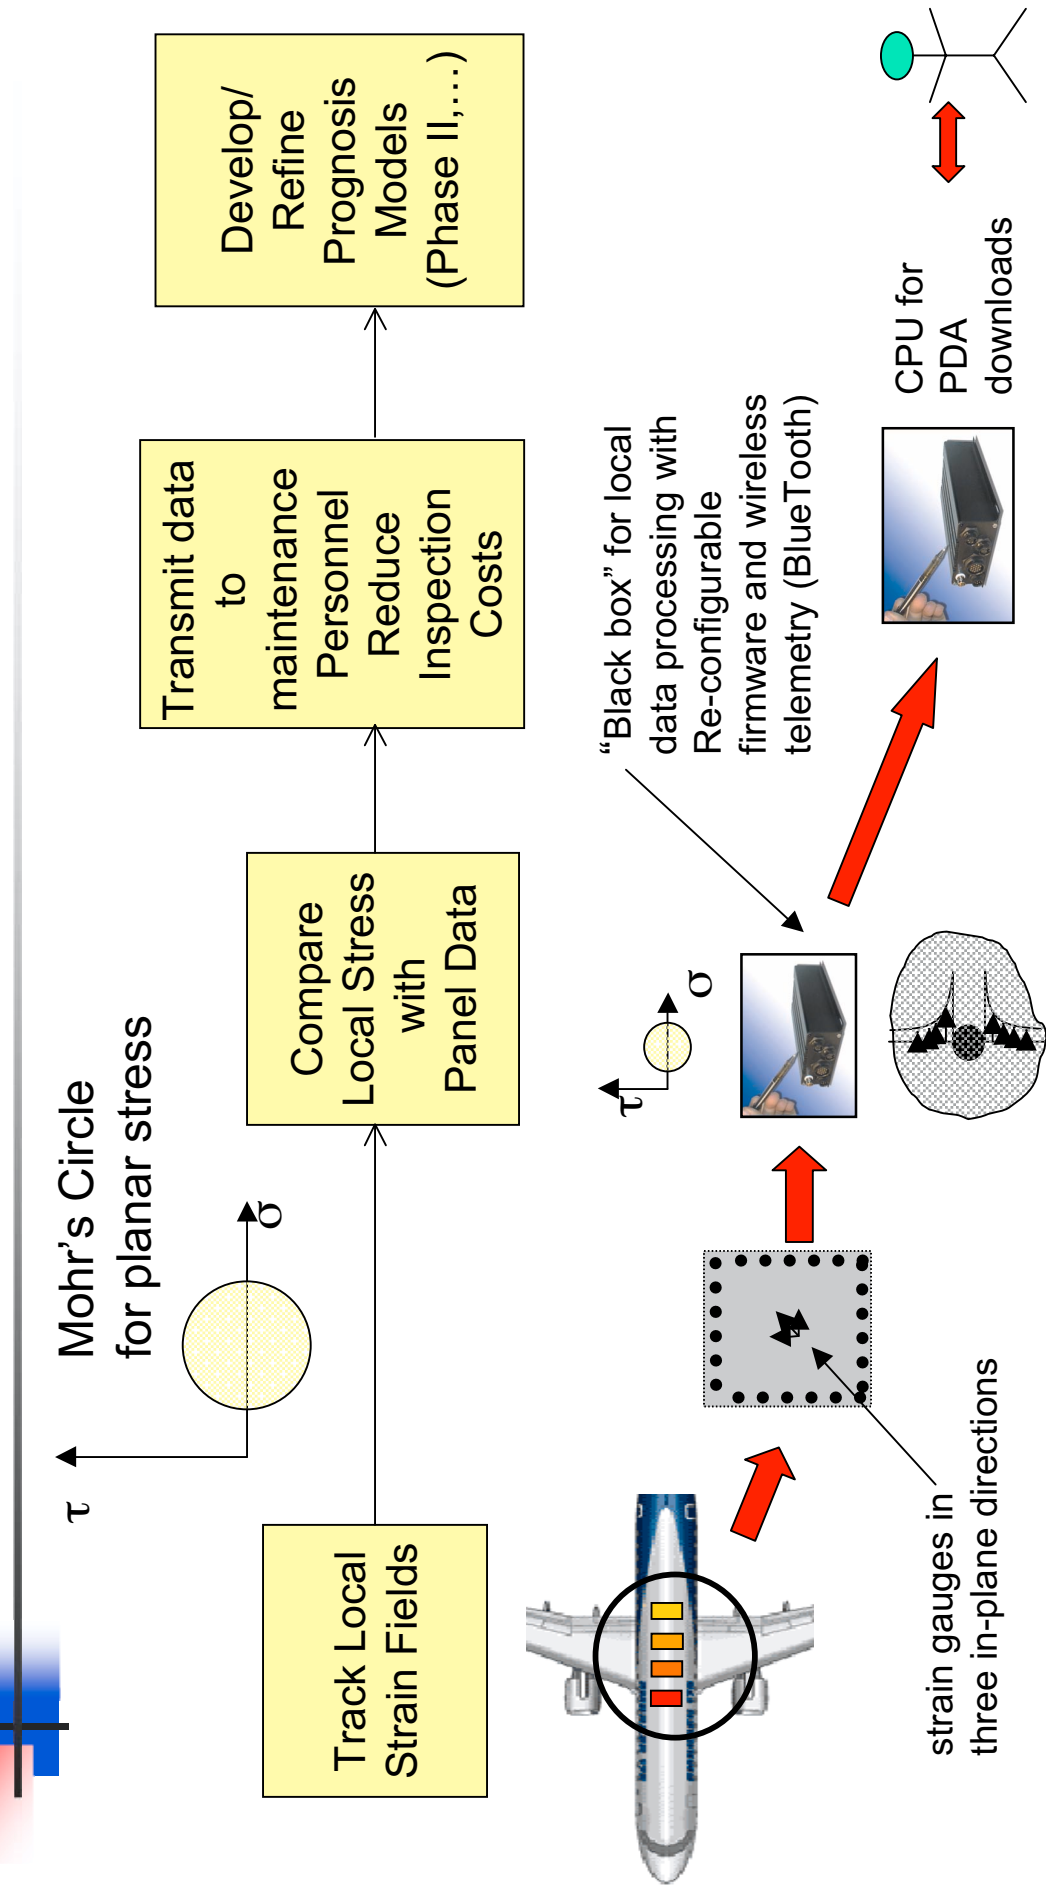 Mohr's Circle
for planar stress
τ
σ
Track Local
Strain Fields
Compare
Local Stress
with
Panel Data
Transmit data
to
maintenance
Personnel
Reduce
Inspection
Costs
Develop/
Refine
Prognosis
Models
(Phase II,…)
strain gauges in
three in-plane directions
τ
σ
“Black box” for local
data processing with
Re-configurable
firmware and wireless
telemetry (BlueTooth)
CPU for
PDA
downloads